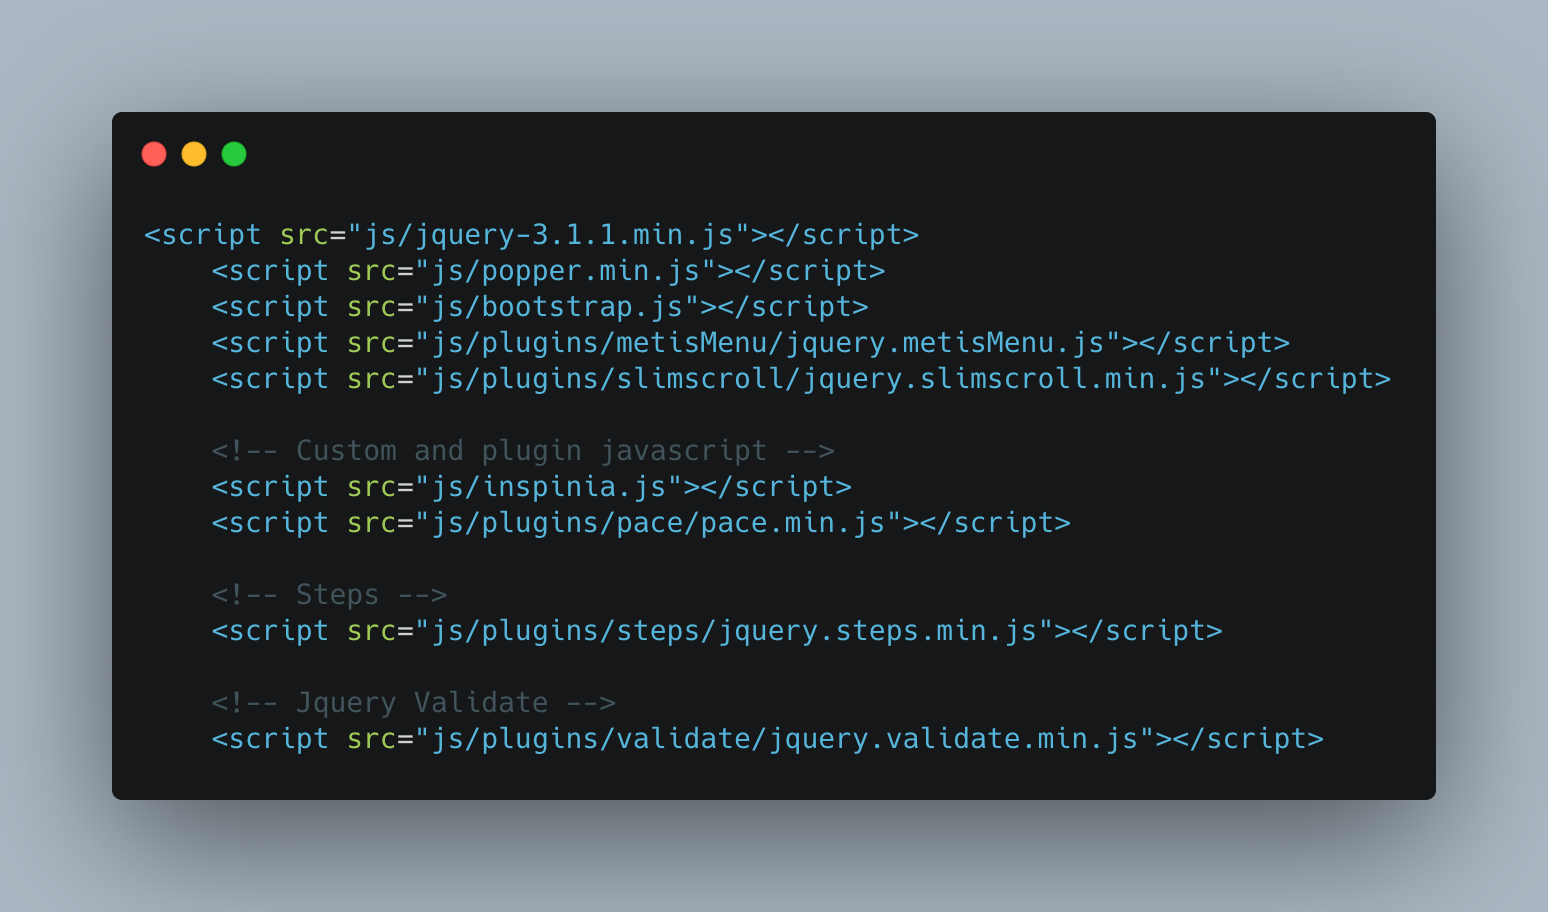 <script src="js/jquery-3.1.1.min.js"></script>
    <script src="js/popper.min.js"></script>
    <script src="js/bootstrap.js"></script>
    <script src="js/plugins/metisMenu/jquery.metisMenu.js"></script>
    <script src="js/plugins/slimscroll/jquery.slimscroll.min.js"></script>

    <!-- Custom and plugin javascript -->
    <script src="js/inspinia.js"></script>
    <script src="js/plugins/pace/pace.min.js"></script>

    <!-- Steps -->
    <script src="js/plugins/steps/jquery.steps.min.js"></script>

    <!-- Jquery Validate -->
    <script src="js/plugins/validate/jquery.validate.min.js"></script>